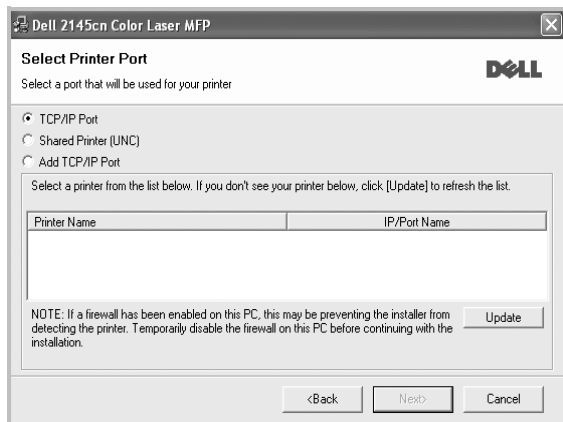 Dell 2145cn Color Laser MFP
Select Printer Port
Select a port that will be used for your printer
DELL
TCP/IP Port
Shared Printer (UNC)
Add TCP/IP Port
Select a printer from the list below. If you don't see your printer below, click [Update] to refresh the list.
Printer Name IP/Port Name
NOTE: If a firewall has been enabled on this PC, this may be preventing the installer from
detecting the printer. Temporarily disable the firewall on this PC before continuing with the
installation.
Update
<Back Next> Cancel